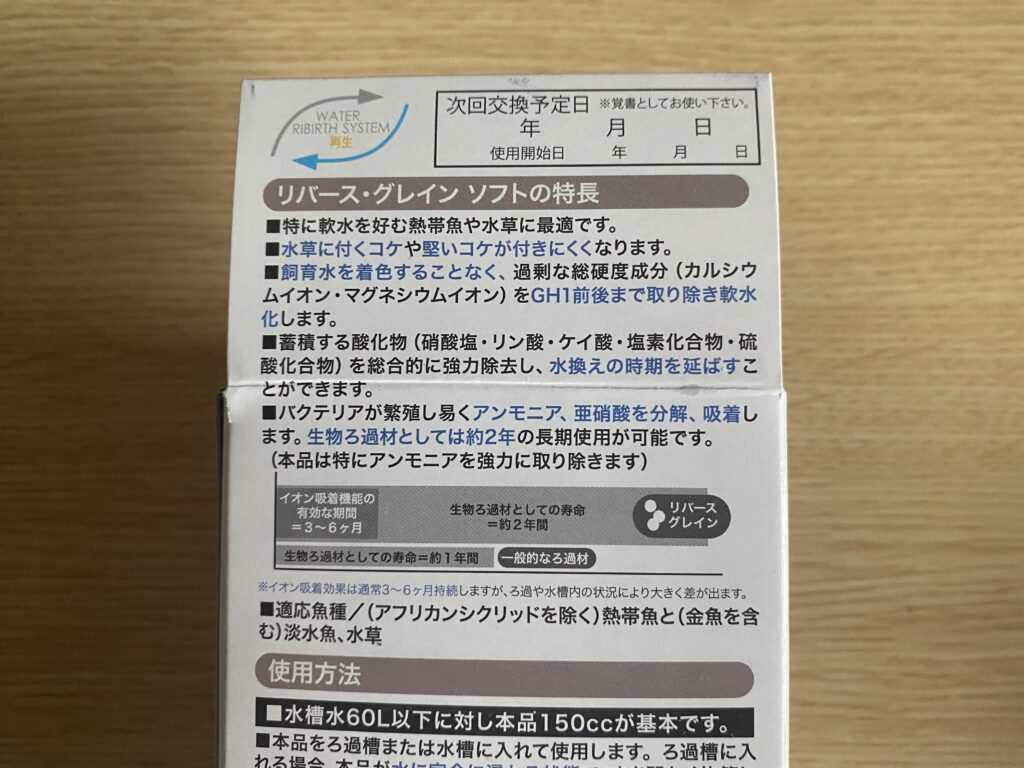 WATER
RIBIRTH SYSTEM
再生
次回交換予定日 ※覚書としてお使い下さい。
年 月 日
使用開始日 年 月 日
リバース・グレイン ソフトの特長
■特に軟水を好む熱帯魚や水草に最適です。
■水草に付くコケや堅いコケが付きにくくなります。
■飼育水を着色することなく、過剰な総硬度成分（カルシウ
ムイオン・マグネシウムイオン）をGH1前後まで取り除き軟水
化します。
■蓄積する酸化物（硝酸塩・リン酸・ケイ酸・塩素化合物・硫
酸化合物）を総合的に強力除去し、水換えの時期を延ばすこ
とができます。
■バクテリアが繁殖し易くアンモニア、亜硝酸を分解、吸着し
ます。生物ろ過材としては約2年の長期使用が可能です。
（本品は特にアンモニアを強力に取り除きます）
イオン吸着機能の
有効な期間
＝3～6ヶ月
生物ろ過材としての寿命
＝約2年間
リバース
グレイン
生物ろ過材としての寿命＝約1年間
一般的なろ過材
※イオン吸着効果は通常3～6ヶ月持続しますが、ろ過や水槽内の状況により大きく差が出ます。
■適応魚種／（アフリカンシクリッドを除く）熱帯魚と（金魚を含
む）淡水魚、水草
使用方法
■水槽水60L以下に対し本品150ccが基本です。
■本品をろ過槽または水槽に入れて使用します。ろ過槽に入
れる場合、本品が水に完全に浸かる状態で